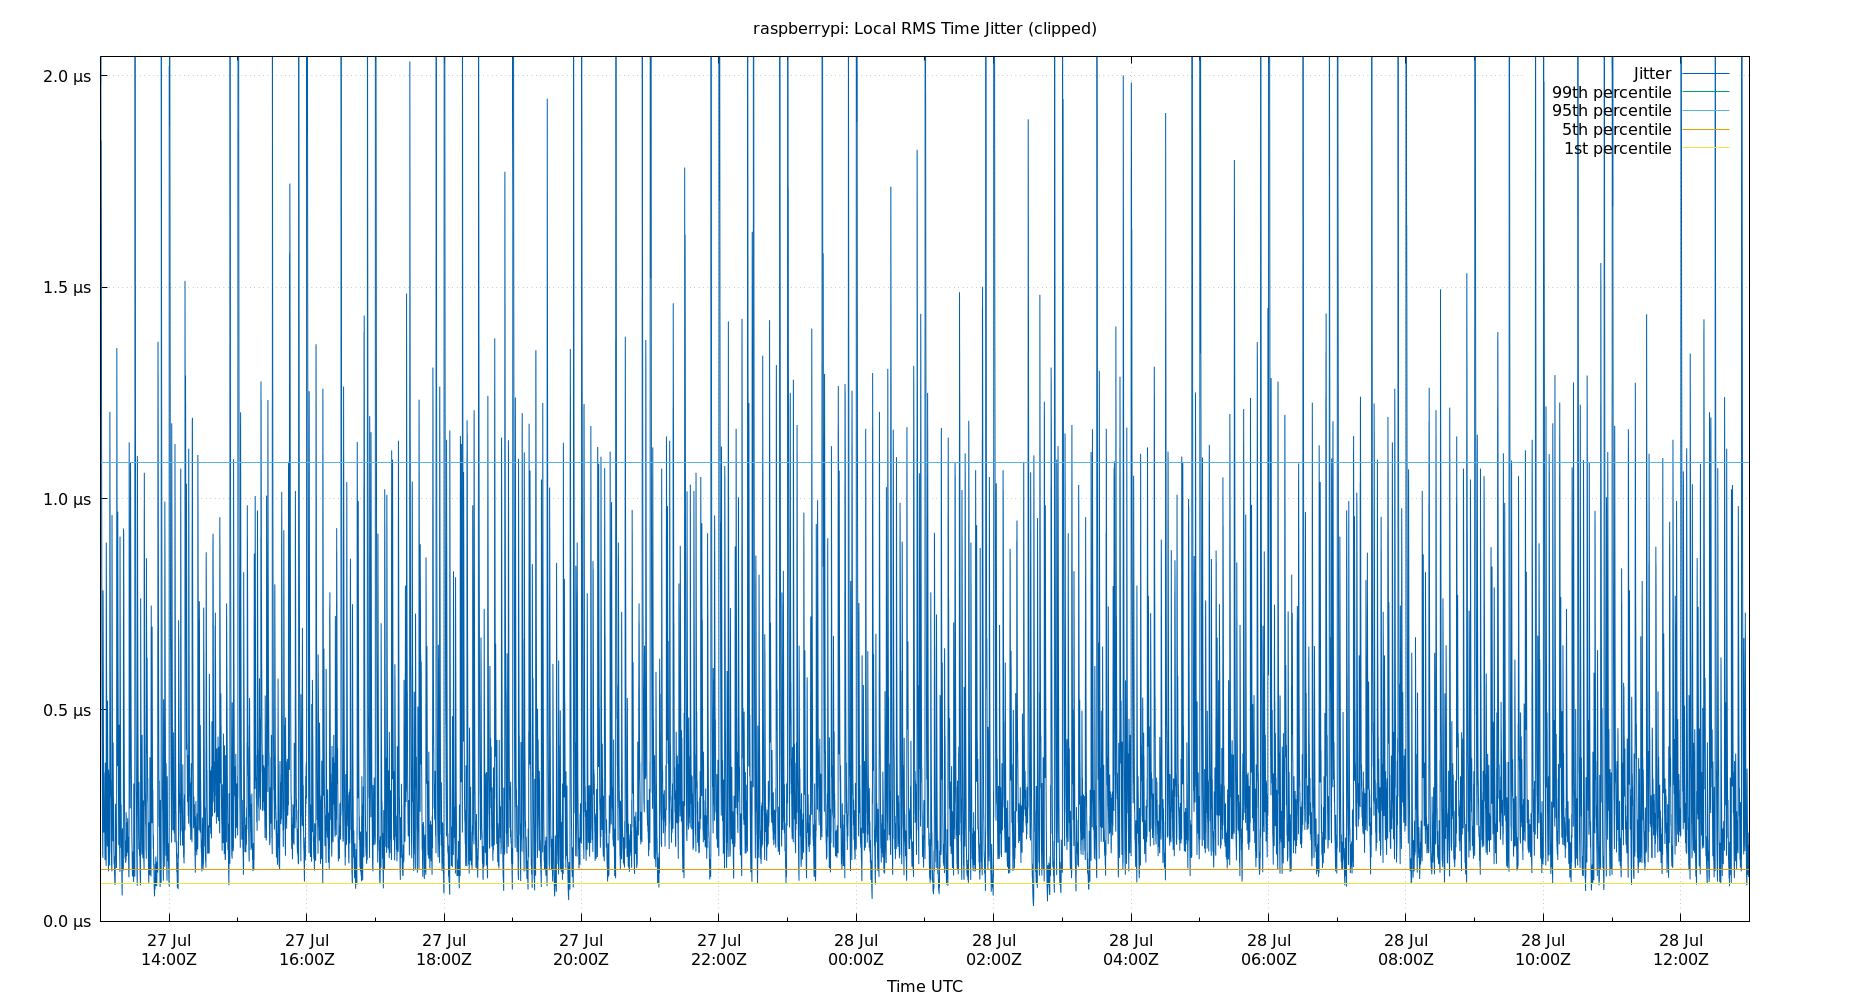 raspberrypi: Local RMS Time Jitter (clipped)
2.0 µs
1.5 µs
1.0 µs
0.5 µs
0.0 µs
Jitter
99th percentile
95th percentile
5th percentile
1st percentile
27 Jul 27 Jul 27 Jul 27 Jul 27 Jul 28 Jul 28 Jul 28 Jul 28 Jul 28 Jul 28 Jul 28 Jul
14:00Z 16:00Z 18:00Z 20:00Z 22:00Z 00:00Z 02:00Z 04:00Z 06:00Z 08:00Z 10:00Z 12:00Z
Time UTC